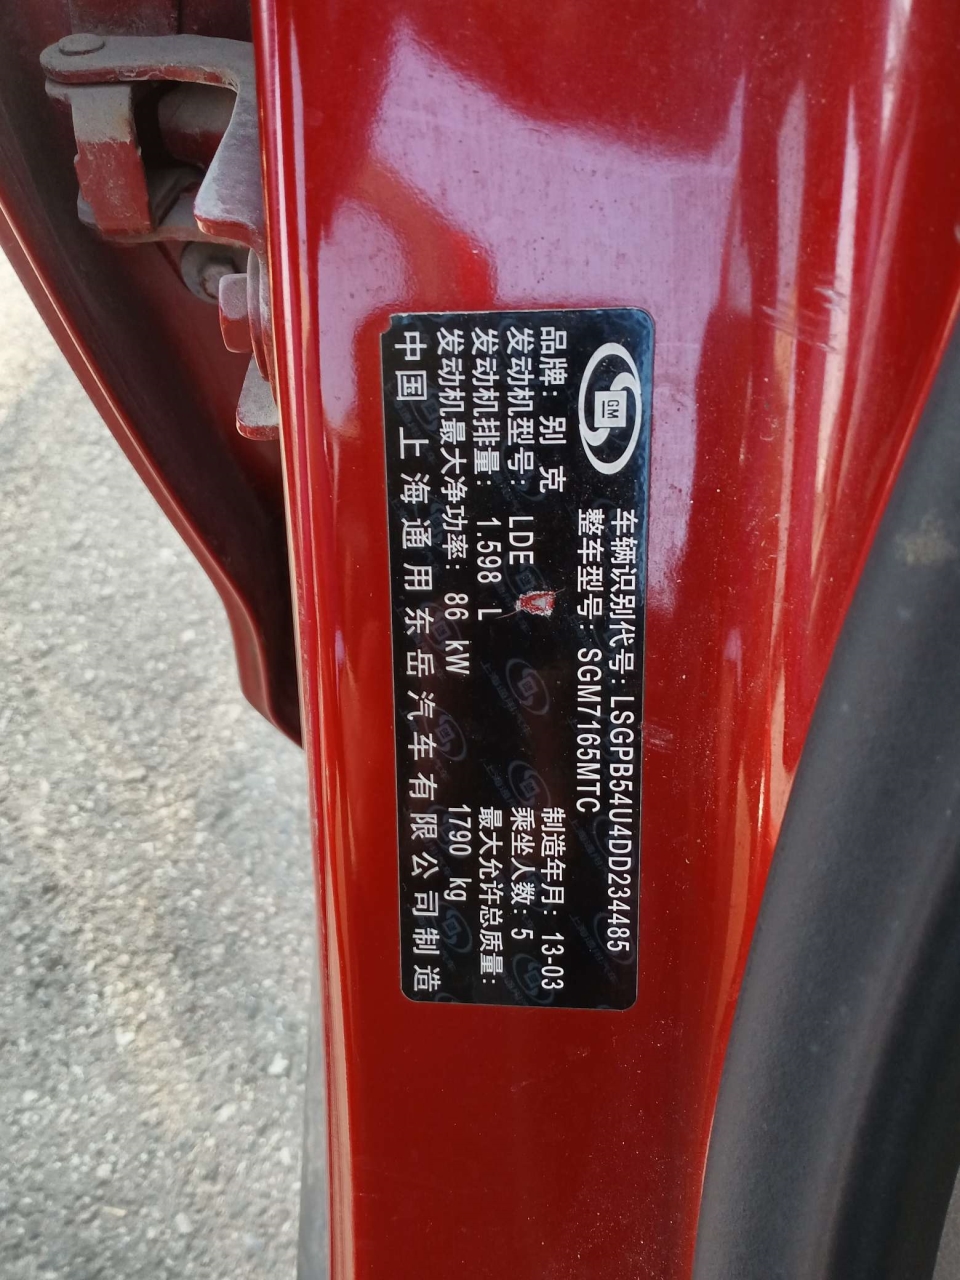 GM
车辆识别代号: LSGPB54U4DD234485
整车型号: SGM7165MTC
品牌: 别克
制造年月: 13-03
发动机型号: LDE
乘坐人数: 5
发动机排量: 1.598 L
最大允许总质量:
发动机最大净功率: 86 kW
1790 kg
中国 上海通用东岳汽车有限公司制造